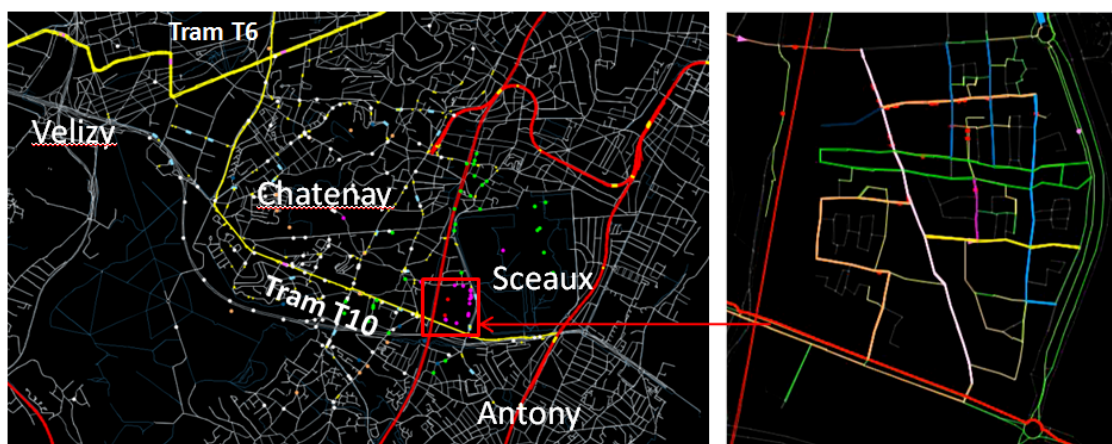 Tram T6
Velizy
Chatenay
Sceaux
Tram T10
Antony